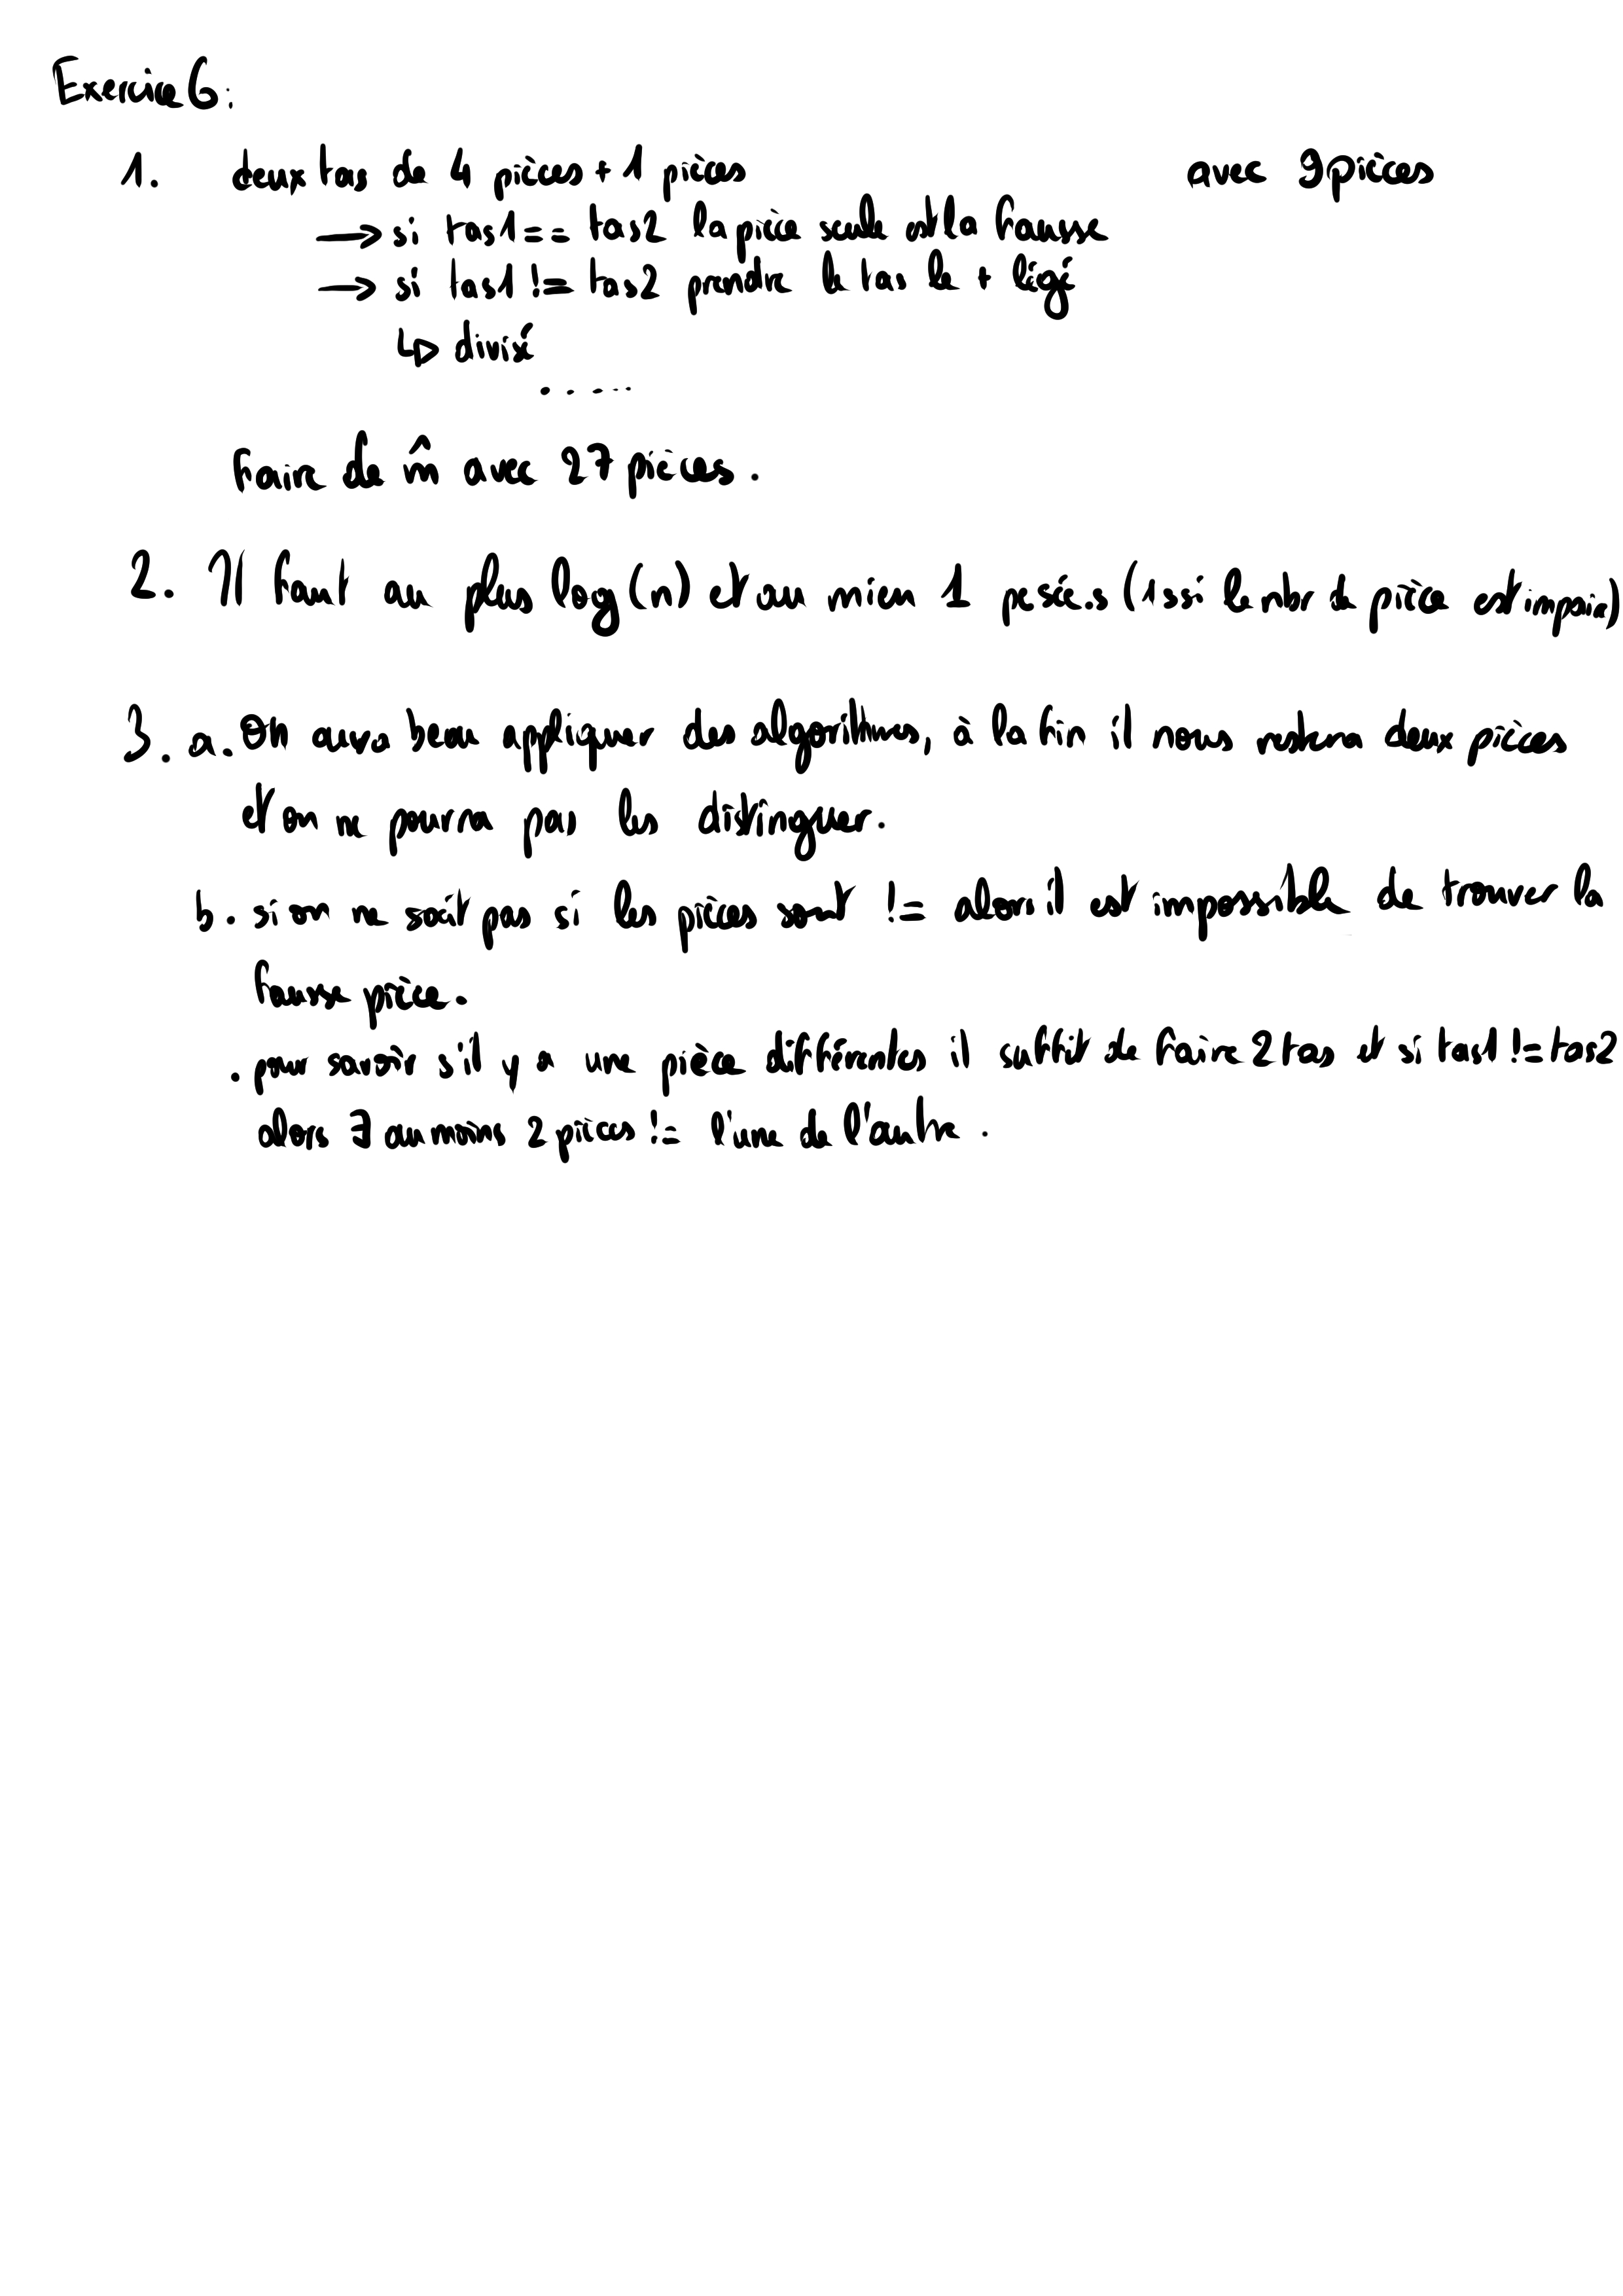 Exercice 6 :
1. deux tas de 4 pièces + 1 pièces avec 9 pièces
→ si tas1 == tas2 la pièce seule est la fausse
→ si tas1 != tas2 prendre le tas le + légé
↳ divisé
.....
Faire de m̂ avec 27 pièces.
2. Il faut au plus log(n) et au mieu 1 pesée.s (1 ssi le nbr de pièce est impair)
3. a. On aura beau appliquer des algorithmes, à la fin il nous restera deux pièces
et on ne pourra pas les distinguer.
b. si on ne sait pas si les pièces sont != alors il est impossible de trouver la
fausse pièce.
. pour savoir s'il y a une pièce différentes il suffit de faire 2 tas et si tas1 != tas2
alors ∃ au moins 2 pièces != l'une de l'autre .